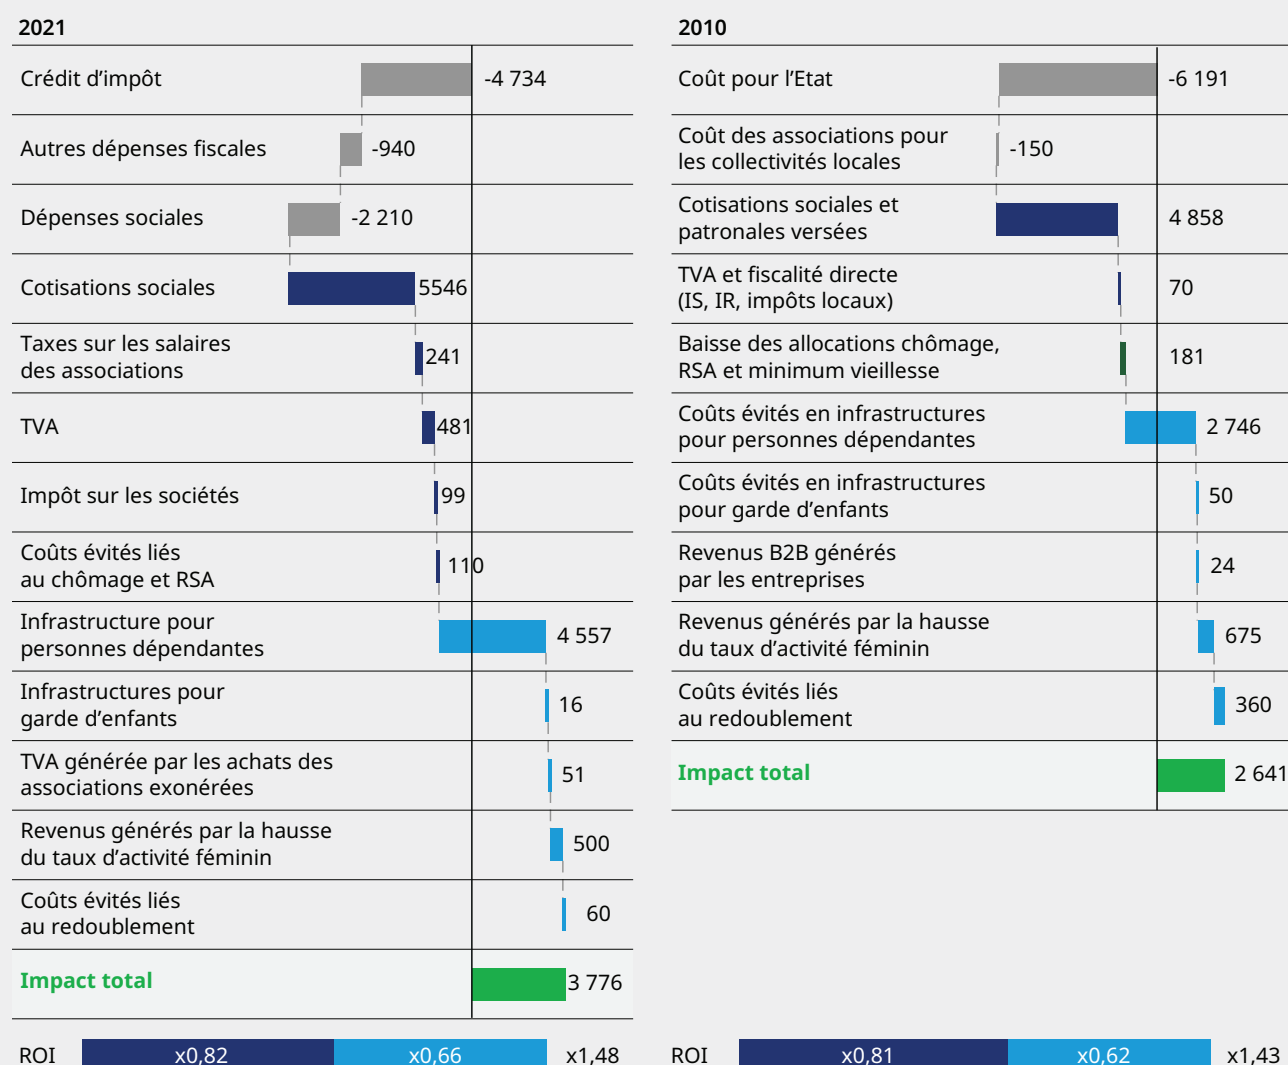 2021
Crédit d’impôt
-4 734
Autres dépenses fiscales
-940
Dépenses sociales
-2 210
Cotisations sociales
5546
Taxes sur les salaires
des associations
241
TVA
481
Impôt sur les sociétés
99
Coûts évités liés
au chômage et RSA
110
Infrastructure pour
personnes dépendantes
4 557
Infrastructures pour
garde d’enfants
16
TVA générée par les achats des
associations exonérées
51
Revenus générés par la hausse
du taux d’activité féminin
500
Coûts évités liés
au redoublement
60
Impact total
3 776
ROI
x0,82
x0,66
x1,48
2010
Coût pour l’Etat
-6 191
Coût des associations pour
les collectivités locales
-150
Cotisations sociales et
patronales versées
4 858
TVA et fiscalité directe
(IS, IR, impôts locaux)
70
Baisse des allocations chômage,
RSA et minimum vieillesse
181
Coûts évités en infrastructures
pour personnes dépendantes
2 746
Coûts évités en infrastructures
pour garde d’enfants
50
Revenus B2B générés
par les entreprises
24
Revenus générés par la hausse
du taux d’activité féminin
675
Coûts évités liés
au redoublement
360
Impact total
2 641
ROI
x0,81
x0,62
x1,43